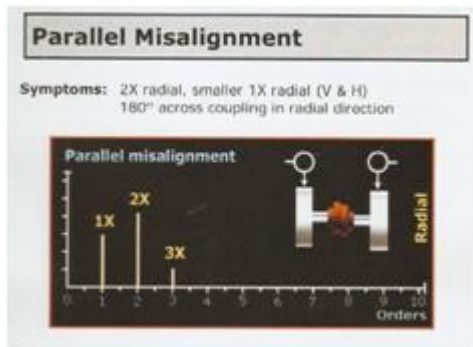 Parallel Misalignment
Symptoms: 2X radial, smaller 1X radial (V & H)
180° across coupling in radial direction
Parallel misalignment
2X
1X
3X
Radial
0 1 2 3 4 5 6 7 8 9 10
Orders